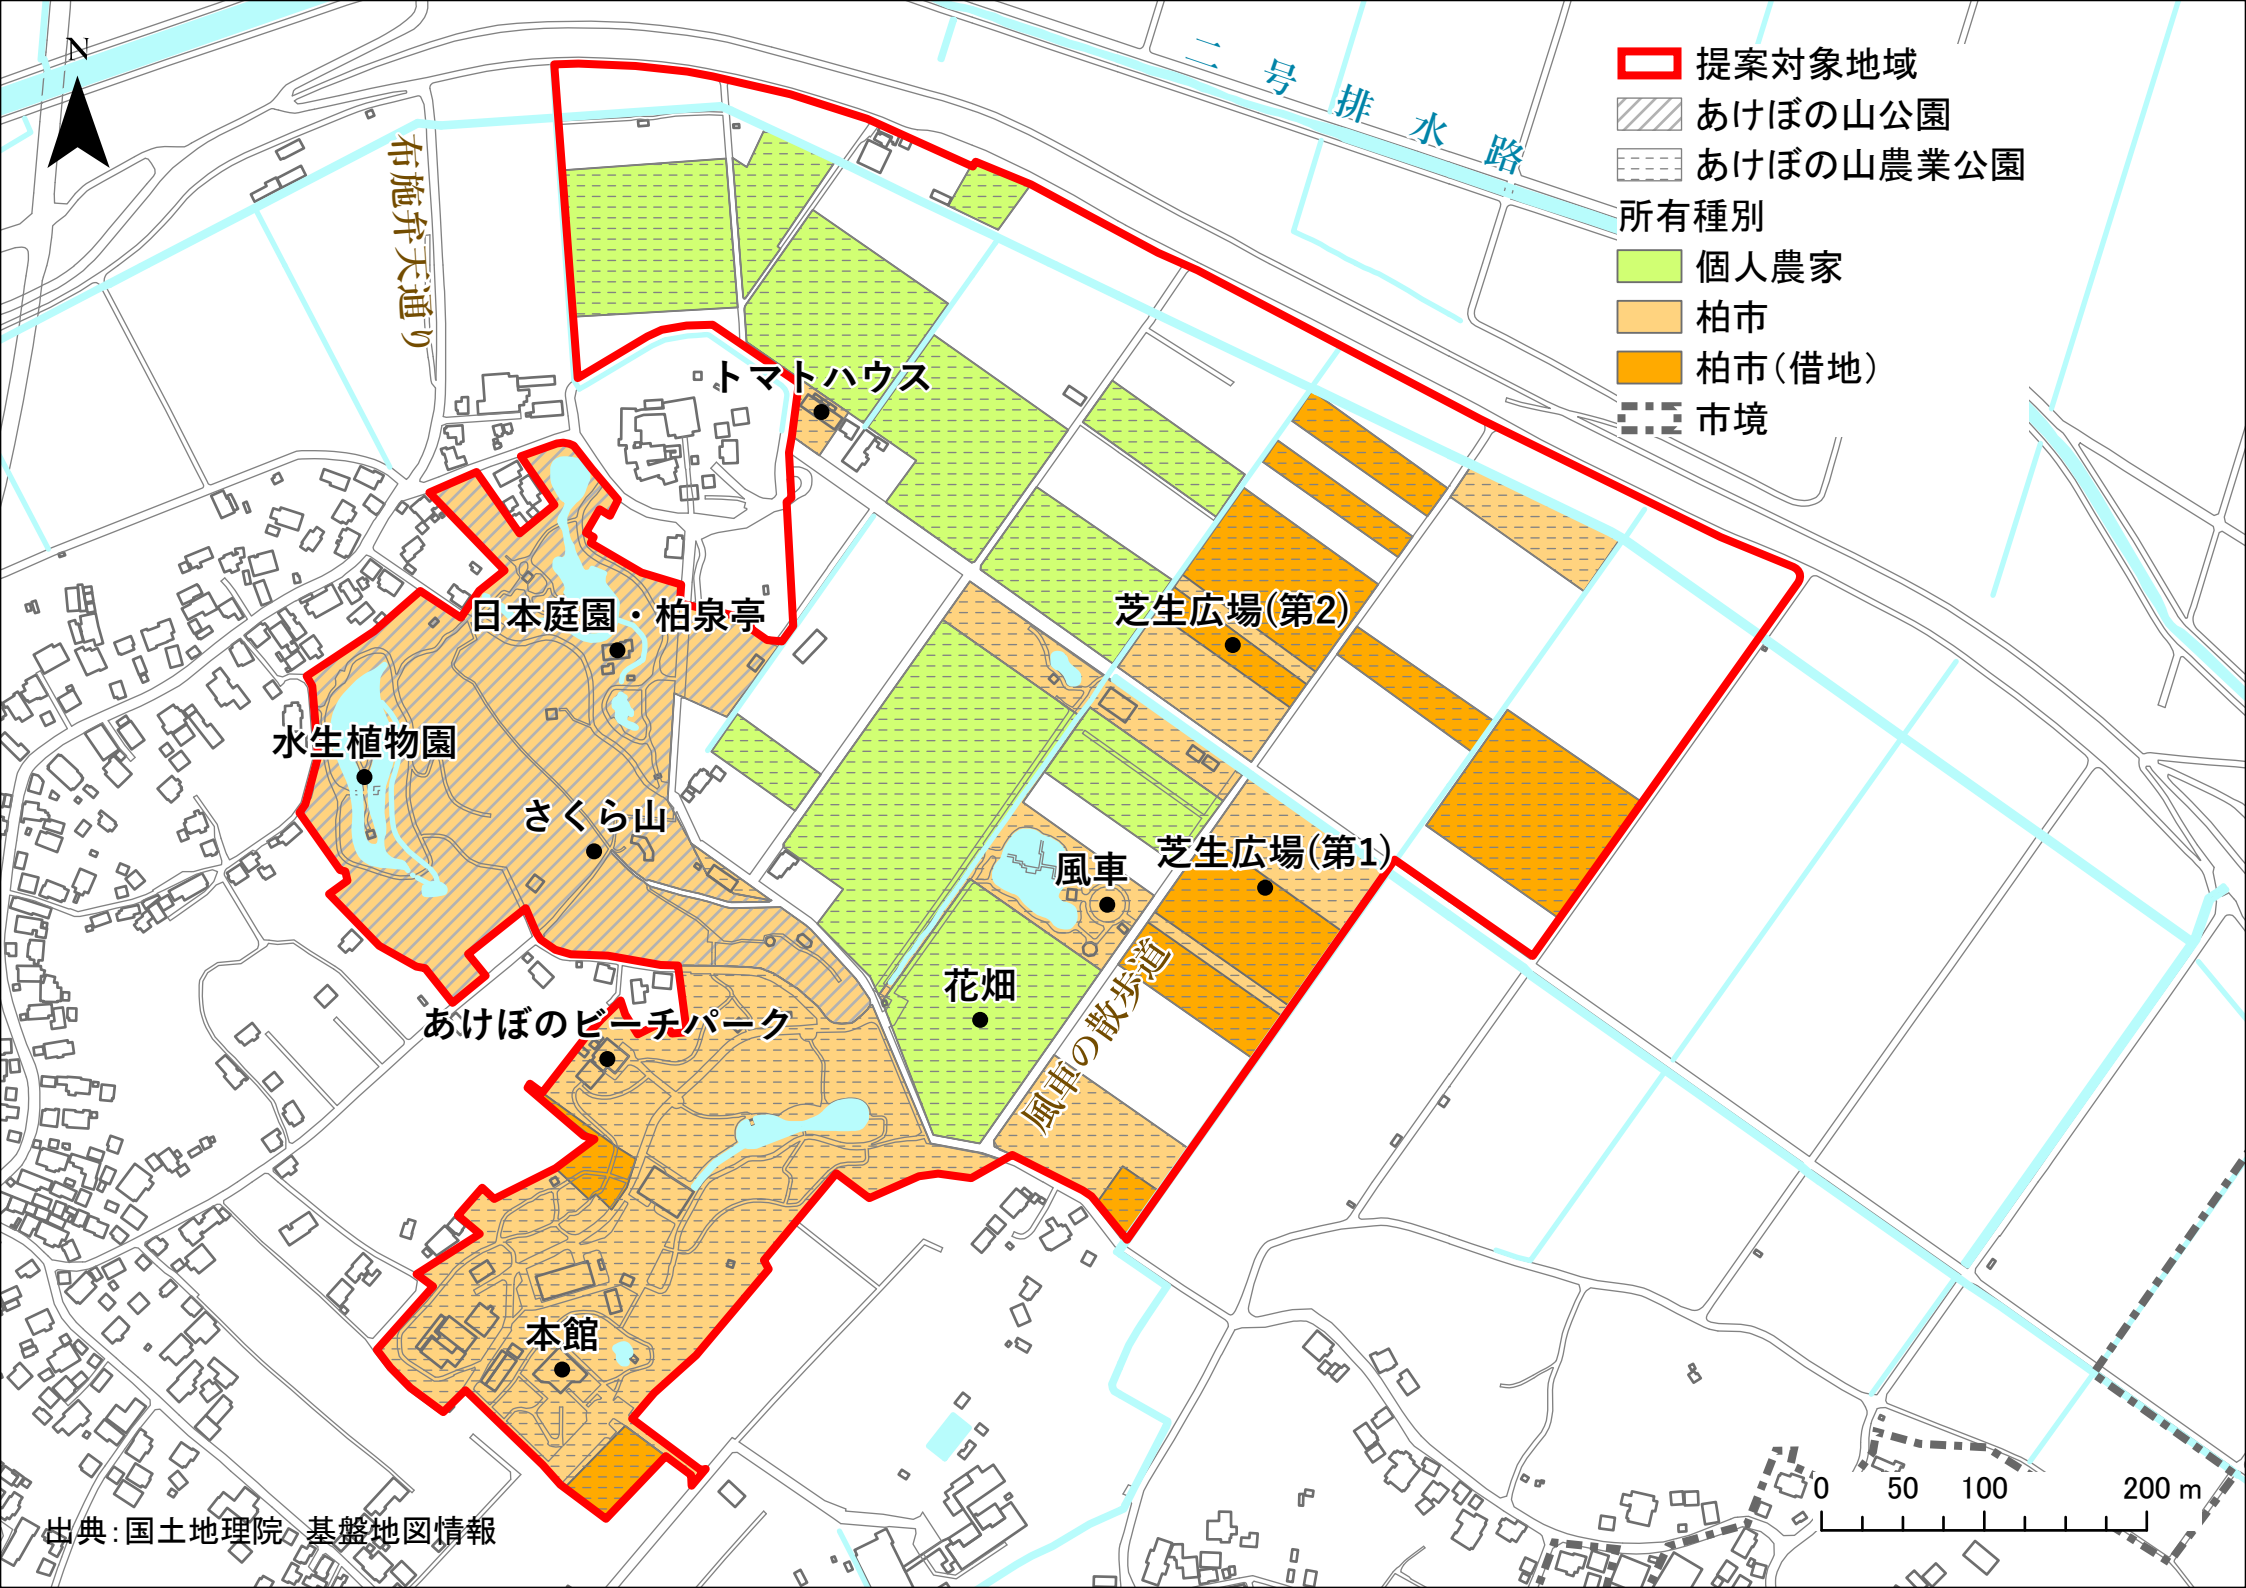 N
二号排水路
提案対象地域
あけぼの山公園
あけぼの山農業公園
所有種別
個人農家
柏市
柏市(借地)
市境
布施弁天通り
トマトハウス
日本庭園・柏泉亭
芝生広場(第2)
水生植物園
さくら山
芝生広場(第1)
風車
風車の散歩道
花畑
あけぼのビーチパーク
本館
0 50 100 200 m
出典:国土地理院 基盤地図情報